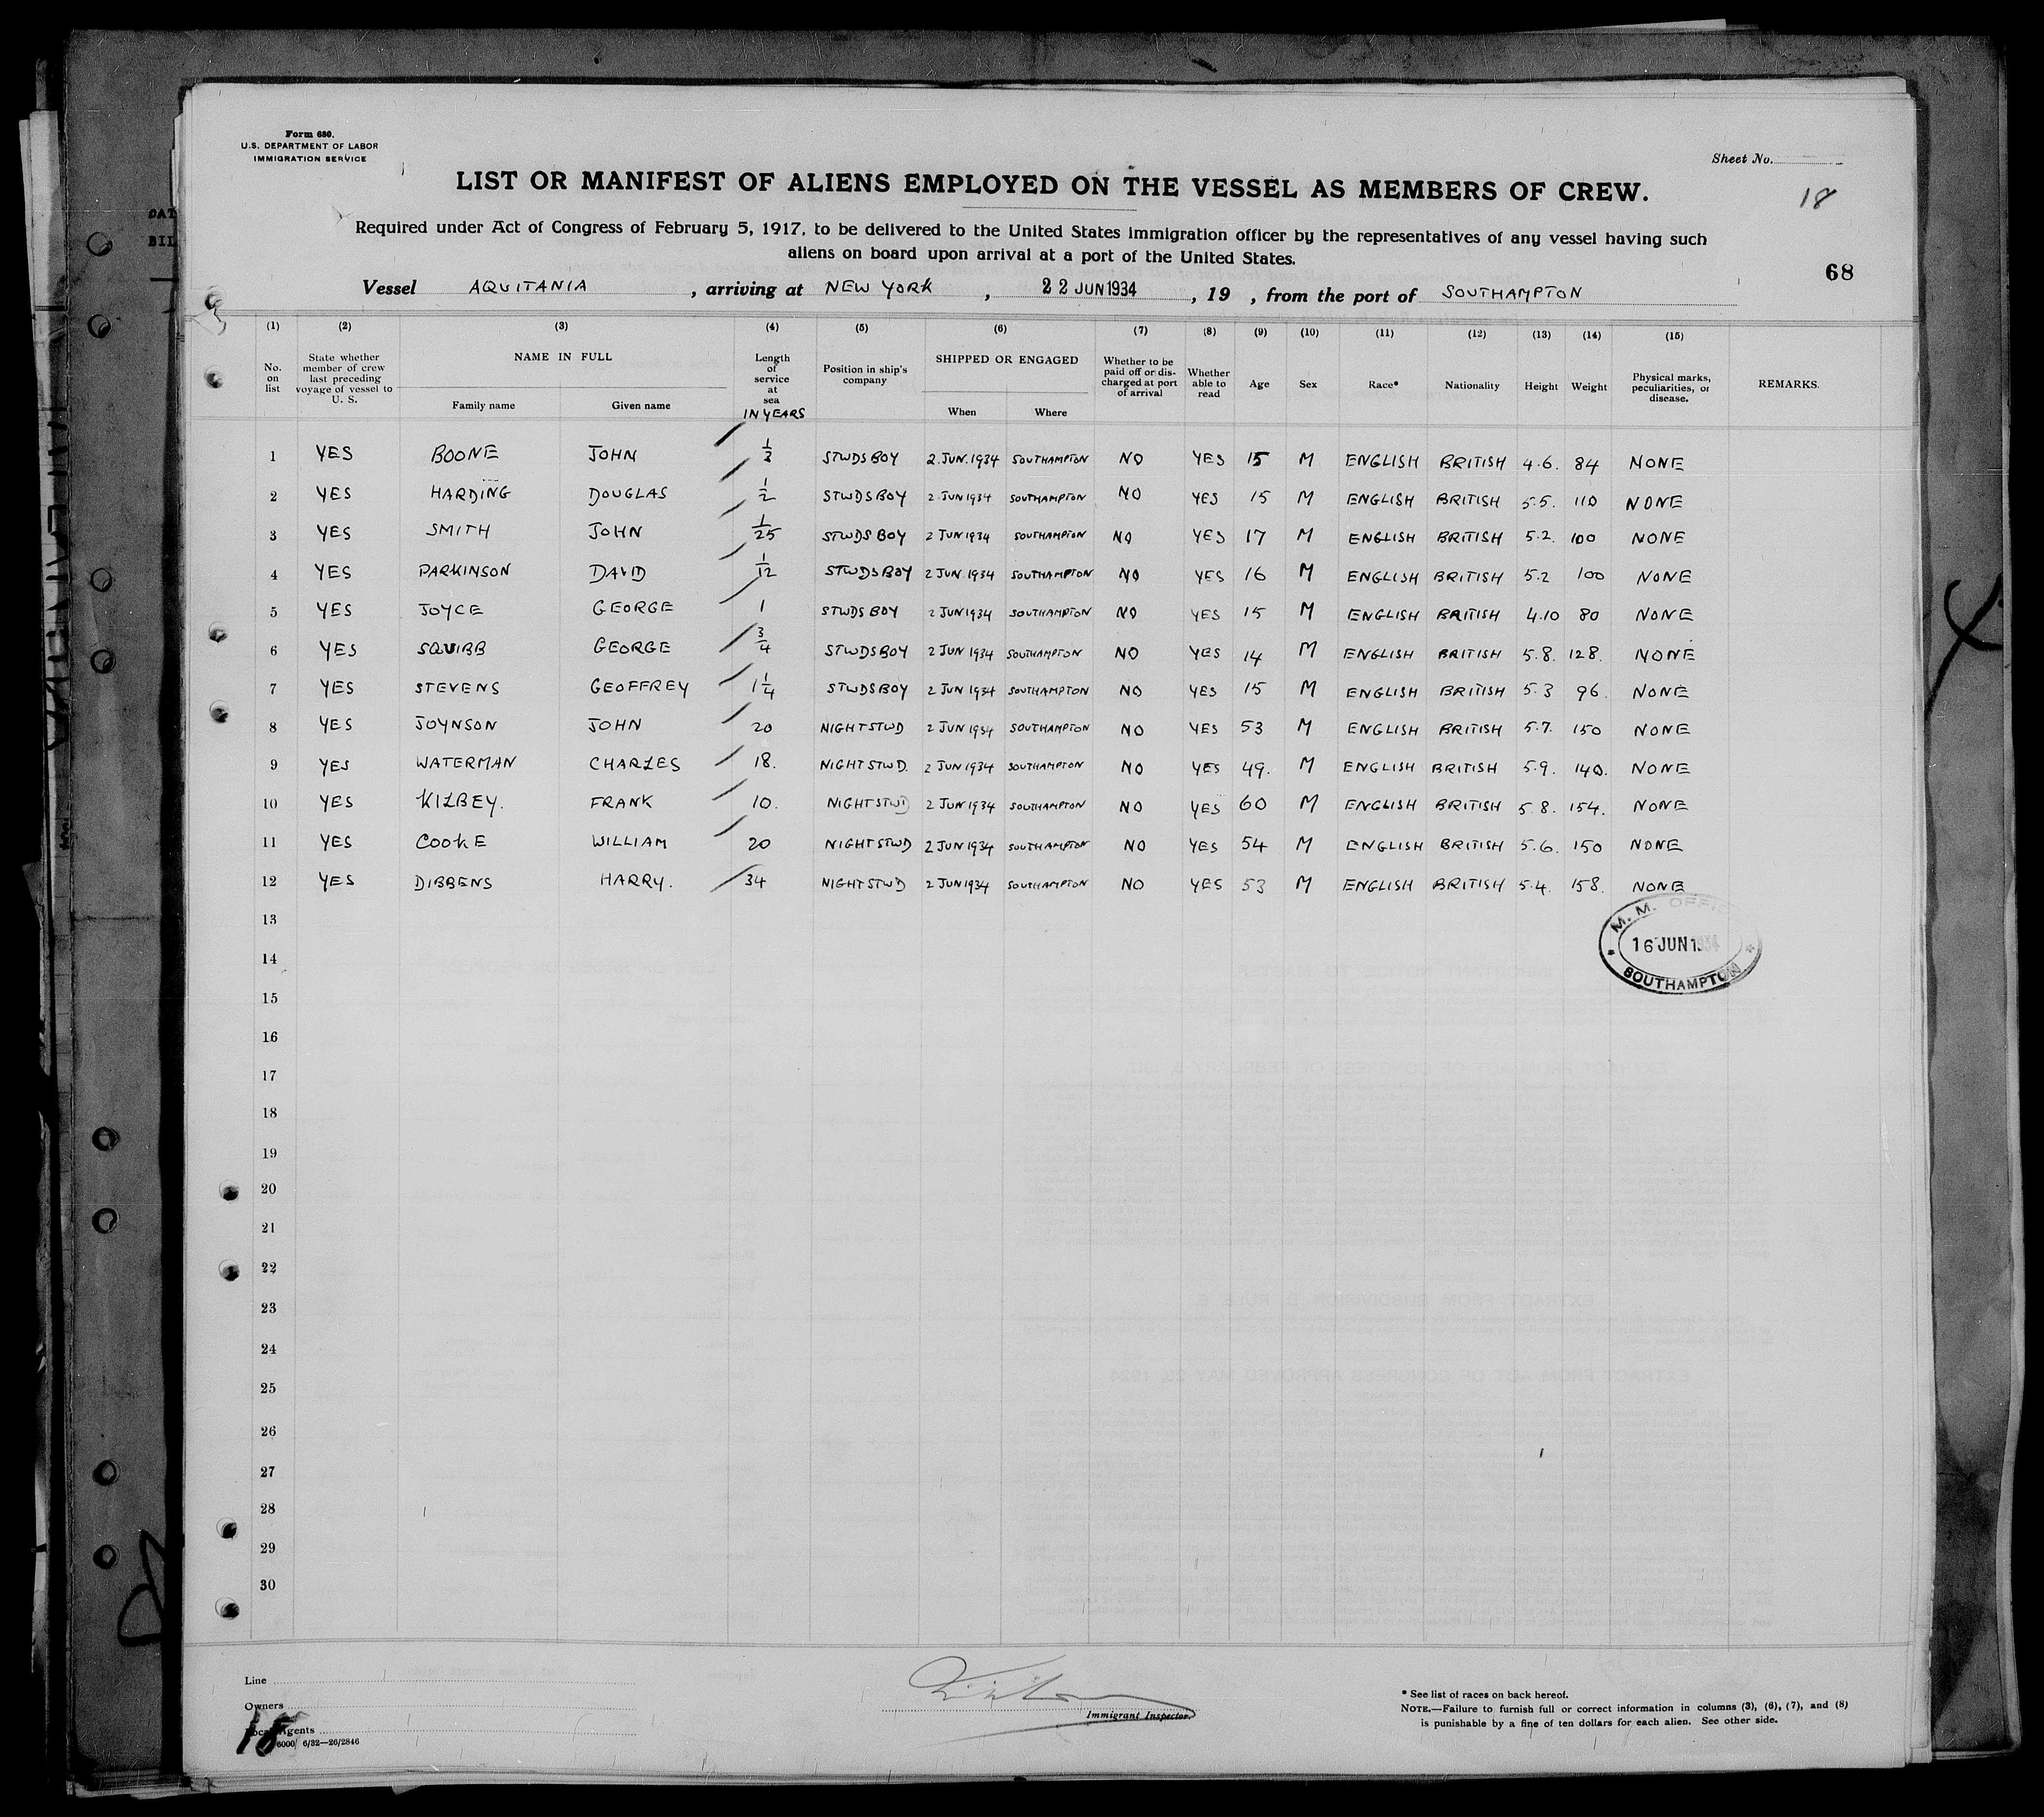 DAT
BIL
Form 680.
U.S. DEPARTMENT OF LABOR
IMMIGRATION SERVICE
Sheet No.
LIST OR MANIFEST OF ALIENS EMPLOYED ON THE VESSEL AS MEMBERS OF CREW.
18
Required under Act of Congress of February 5, 1917, to be delivered to the United States immigration officer by the representatives of any vessel having such
aliens on board upon arrival at a port of the United States.
68
Vessel AQUITANIA , arriving at NEW YORK , 22 JUN 1934 , 19 , from the port of SOUTHAMPTON
(1) (2) (3) (4) (5) (6) (7) (8) (9) (10) (11) (12) (13) (14) (15)
No. on list State whether member of crew last preceding voyage of vessel to U. S. NAME IN FULL Family name Given name Length of service at sea IN YEARS Position in ship's company SHIPPED OR ENGAGED When Where Whether to be paid off or discharged at port of arrival Whether able to read Age Sex Race* Nationality Height Weight Physical marks, peculiarities, or disease. REMARKS.
1 YES BOONE JOHN 1/2 STWDS BOY 2.JUN.1934 SOUTHAMPTON NO YES 15 M ENGLISH BRITISH 4.6. 84 NONE
2 YES HARDING DOUGLAS 1/2 STWDS BOY 2.JUN 1934 SOUTHAMPTON NO YES 15 M ENGLISH BRITISH 5.5. 110 NONE
3 YES SMITH JOHN 1/25 STWDS BOY 2 JUN 1934 SOUTHAMPTON NO YES 17 M ENGLISH BRITISH 5.2. 100 NONE
4 YES PARKINSON DAVID 1/12 STWDS BOY 2 JUN.1934 SOUTHAMPTON NO YES 16 M ENGLISH BRITISH 5.2 100 NONE
5 YES JOYCE GEORGE 1 STWDS BOY 2 JUN 1934 SOUTHAMPTON NO YES 15 M ENGLISH BRITISH 4.10 80 NONE
6 YES SQUIBB GEORGE 3/4 STWDS BOY 2 JUN 1934 SOUTHAMPTON NO YES 14 M ENGLISH BRITISH 5.8. 128. NONE
7 YES STEVENS GEOFFREY 1 1/4 STWDS BOY 2 JUN 1934 SOUTHAMPTON NO YES 15 M ENGLISH BRITISH 5.3 96. NONE
8 YES JOYNSON JOHN 20 NIGHT STWD 2 JUN 1934 SOUTHAMPTON NO YES 53 M ENGLISH BRITISH 5.7. 150 NONE
9 YES WATERMAN CHARLES 18. NIGHT STWD. 2 JUN 1934 SOUTHAMPTON NO YES 49. M ENGLISH BRITISH 5.9. 140. NONE
10 YES KILBEY. FRANK 10. NIGHT STWD 2 JUN 1934 SOUTHAMPTON NO YES 60 M ENGLISH BRITISH 5.8. 154. NONE
11 YES COOKE WILLIAM 20 NIGHT STWD 2 JUN 1934 SOUTHAMPTON NO YES 54 M ENGLISH BRITISH 5.6. 150 NONE
12 YES DIBBENS HARRY. 34 NIGHT STWD 2 JUN 1934 SOUTHAMPTON NO YES 53 M ENGLISH BRITISH 5.4. 158. NONE
13
M. M. OFFICE
16 JUN 1934
SOUTHAMPTON
14
15
16
17
18
19
20
21
22
23
24
25
26
27
28
29
30
Line
Owners
Local Agents
18
6000 6/32—26/2846
Immigrant Inspector.
* See list of races on back hereof.
NOTE.—Failure to furnish full or correct information in columns (3), (6), (7), and (8)
is punishable by a fine of ten dollars for each alien. See other side.